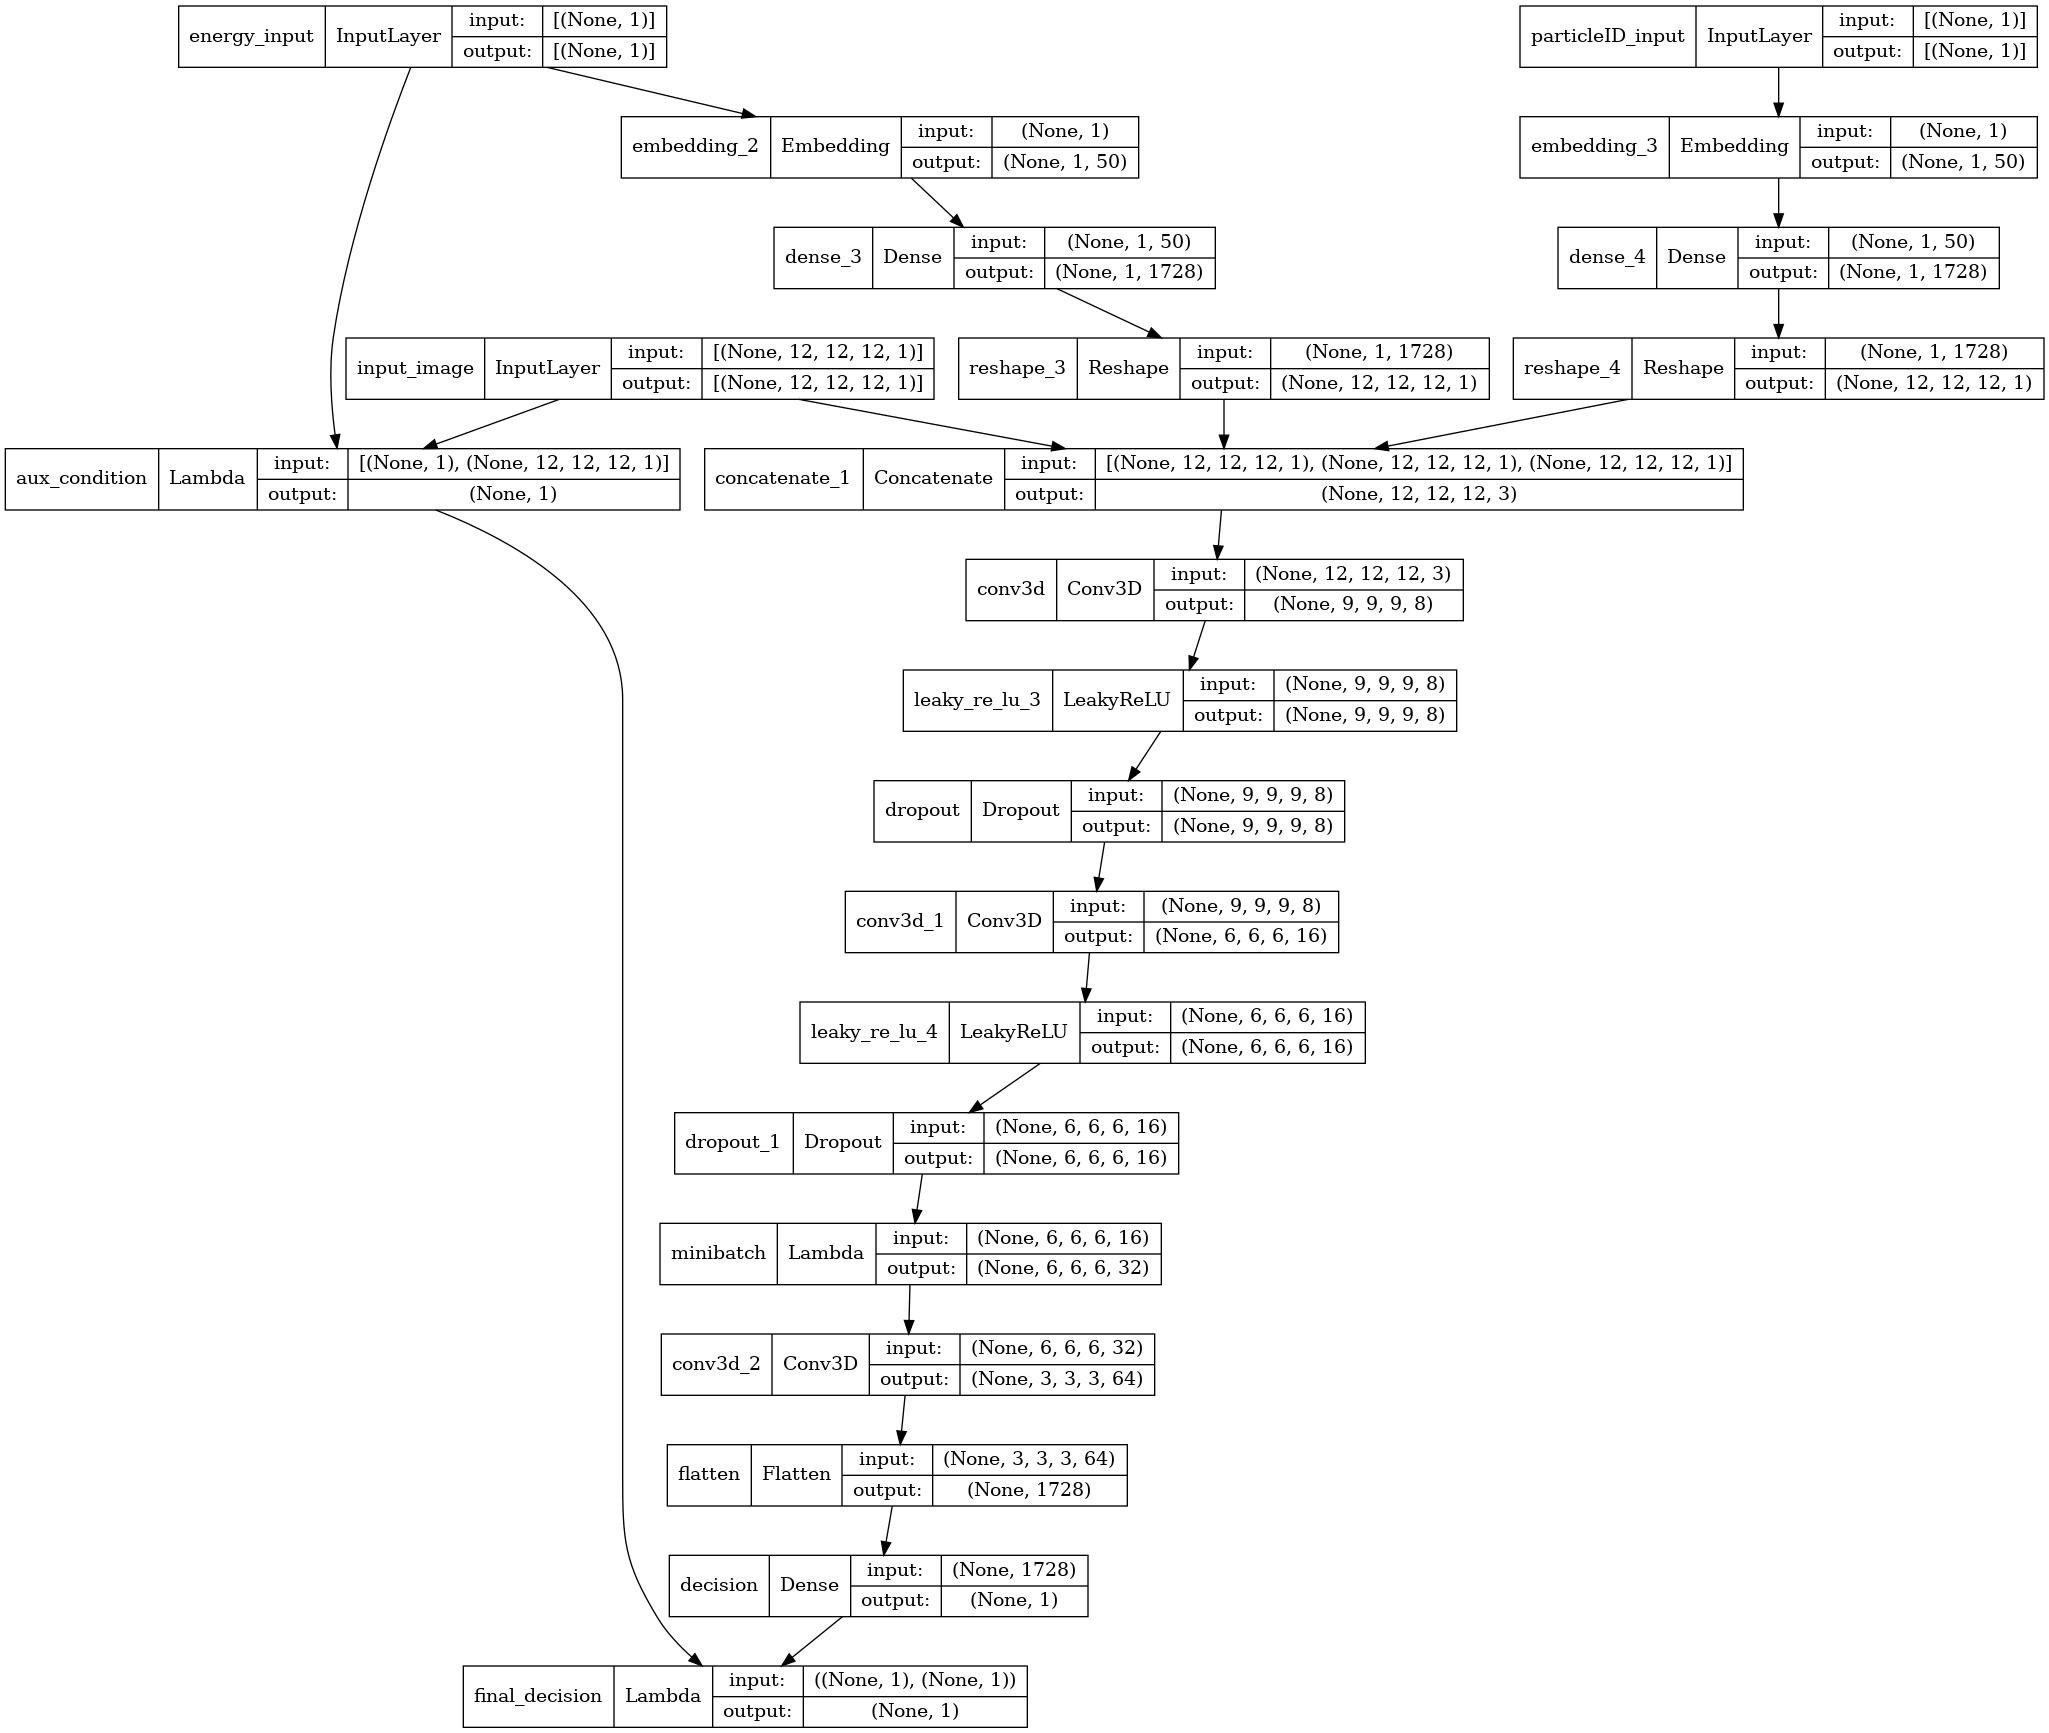 energy_input InputLayer input: [(None, 1)]
output: [(None, 1)]
particleID_input InputLayer input: [(None, 1)]
output: [(None, 1)]
embedding_2 Embedding input: (None, 1)
output: (None, 1, 50)
embedding_3 Embedding input: (None, 1)
output: (None, 1, 50)
dense_3 Dense input: (None, 1, 50)
output: (None, 1, 1728)
dense_4 Dense input: (None, 1, 50)
output: (None, 1, 1728)
input_image InputLayer input: [(None, 12, 12, 12, 1)]
output: [(None, 12, 12, 12, 1)]
reshape_3 Reshape input: (None, 1, 1728)
output: (None, 12, 12, 12, 1)
reshape_4 Reshape input: (None, 1, 1728)
output: (None, 12, 12, 12, 1)
aux_condition Lambda input: [(None, 1), (None, 12, 12, 12, 1)]
output: (None, 1)
concatenate_1 Concatenate input: [(None, 12, 12, 12, 1), (None, 12, 12, 12, 1), (None, 12, 12, 12, 1)]
output: (None, 12, 12, 12, 3)
conv3d Conv3D input: (None, 12, 12, 12, 3)
output: (None, 9, 9, 9, 8)
leaky_re_lu_3 LeakyReLU input: (None, 9, 9, 9, 8)
output: (None, 9, 9, 9, 8)
dropout Dropout input: (None, 9, 9, 9, 8)
output: (None, 9, 9, 9, 8)
conv3d_1 Conv3D input: (None, 9, 9, 9, 8)
output: (None, 6, 6, 6, 16)
leaky_re_lu_4 LeakyReLU input: (None, 6, 6, 6, 16)
output: (None, 6, 6, 6, 16)
dropout_1 Dropout input: (None, 6, 6, 6, 16)
output: (None, 6, 6, 6, 16)
minibatch Lambda input: (None, 6, 6, 6, 16)
output: (None, 6, 6, 6, 32)
conv3d_2 Conv3D input: (None, 6, 6, 6, 32)
output: (None, 3, 3, 3, 64)
flatten Flatten input: (None, 3, 3, 3, 64)
output: (None, 1728)
decision Dense input: (None, 1728)
output: (None, 1)
final_decision Lambda input: ((None, 1), (None, 1))
output: (None, 1)